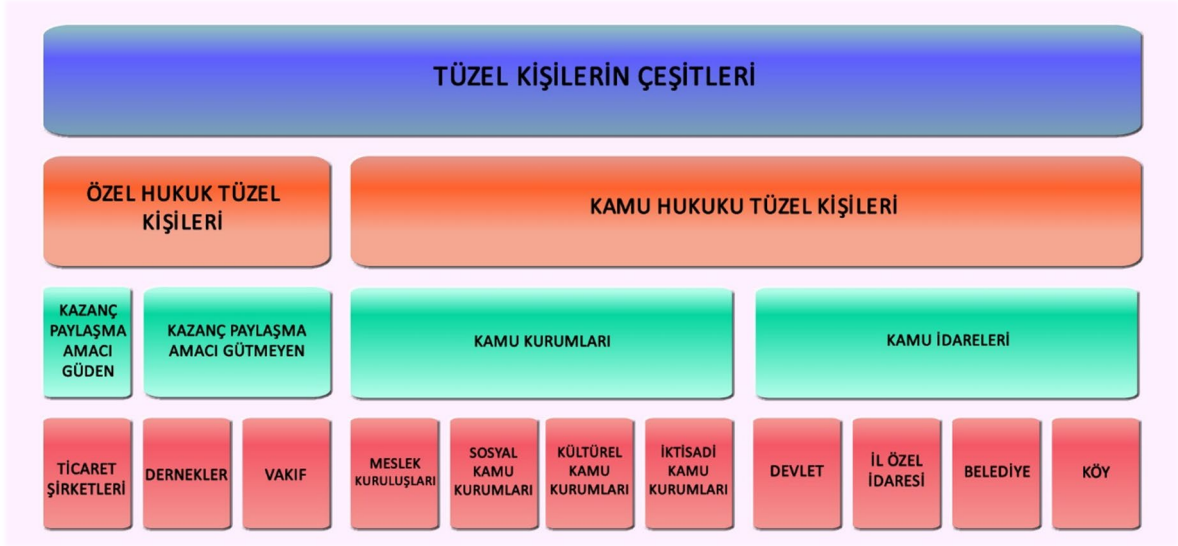 TÜZEL KİŞİLERİN ÇEŞİTLERİ
ÖZEL HUKUK TÜZEL
KİŞİLERİ
KAMU HUKUKU TÜZEL KİŞİLERİ
KAZANÇ
PAYLAŞMA
AMACI
GÜDEN
KAZANÇ PAYLAŞMA
AMACI GÜTMEYEN
KAMU KURUMLARI
KAMU İDARELERİ
TİCARET
ŞİRKETLERİ
DERNEKLER
VAKIF
MESLEK
KURULUŞLARI
SOSYAL
KAMU
KURUMLARI
KÜLTÜREL
KAMU
KURUMLARI
İKTİSADİ
KAMU
KURUMLARI
DEVLET
İL ÖZEL
İDARESİ
BELEDİYE
KÖY